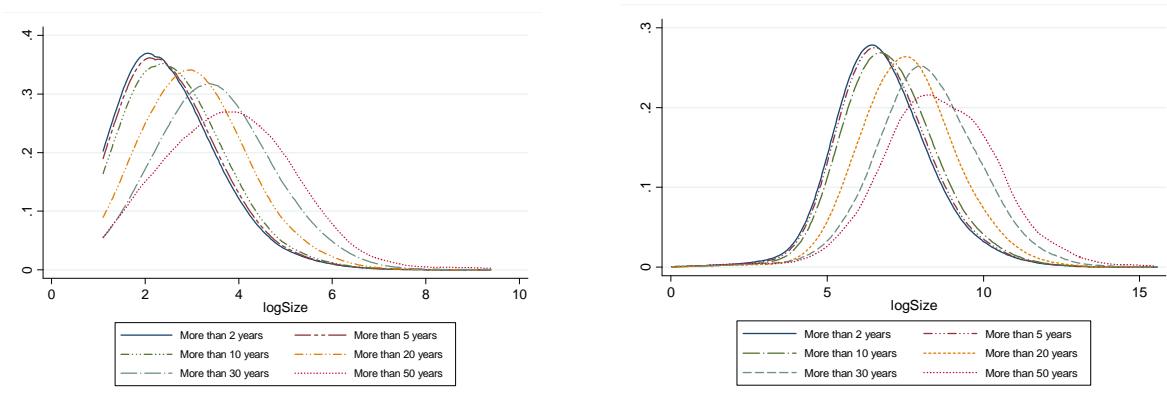 .4
.3
.2
.1
0
0 2 4 6 8 10
logSize
More than 2 years More than 5 years
More than 10 years More than 20 years
More than 30 years More than 50 years
.3
.2
.1
0
0 5 10 15
logSize
More than 2 years More than 5 years
More than 10 years More than 20 years
More than 30 years More than 50 years